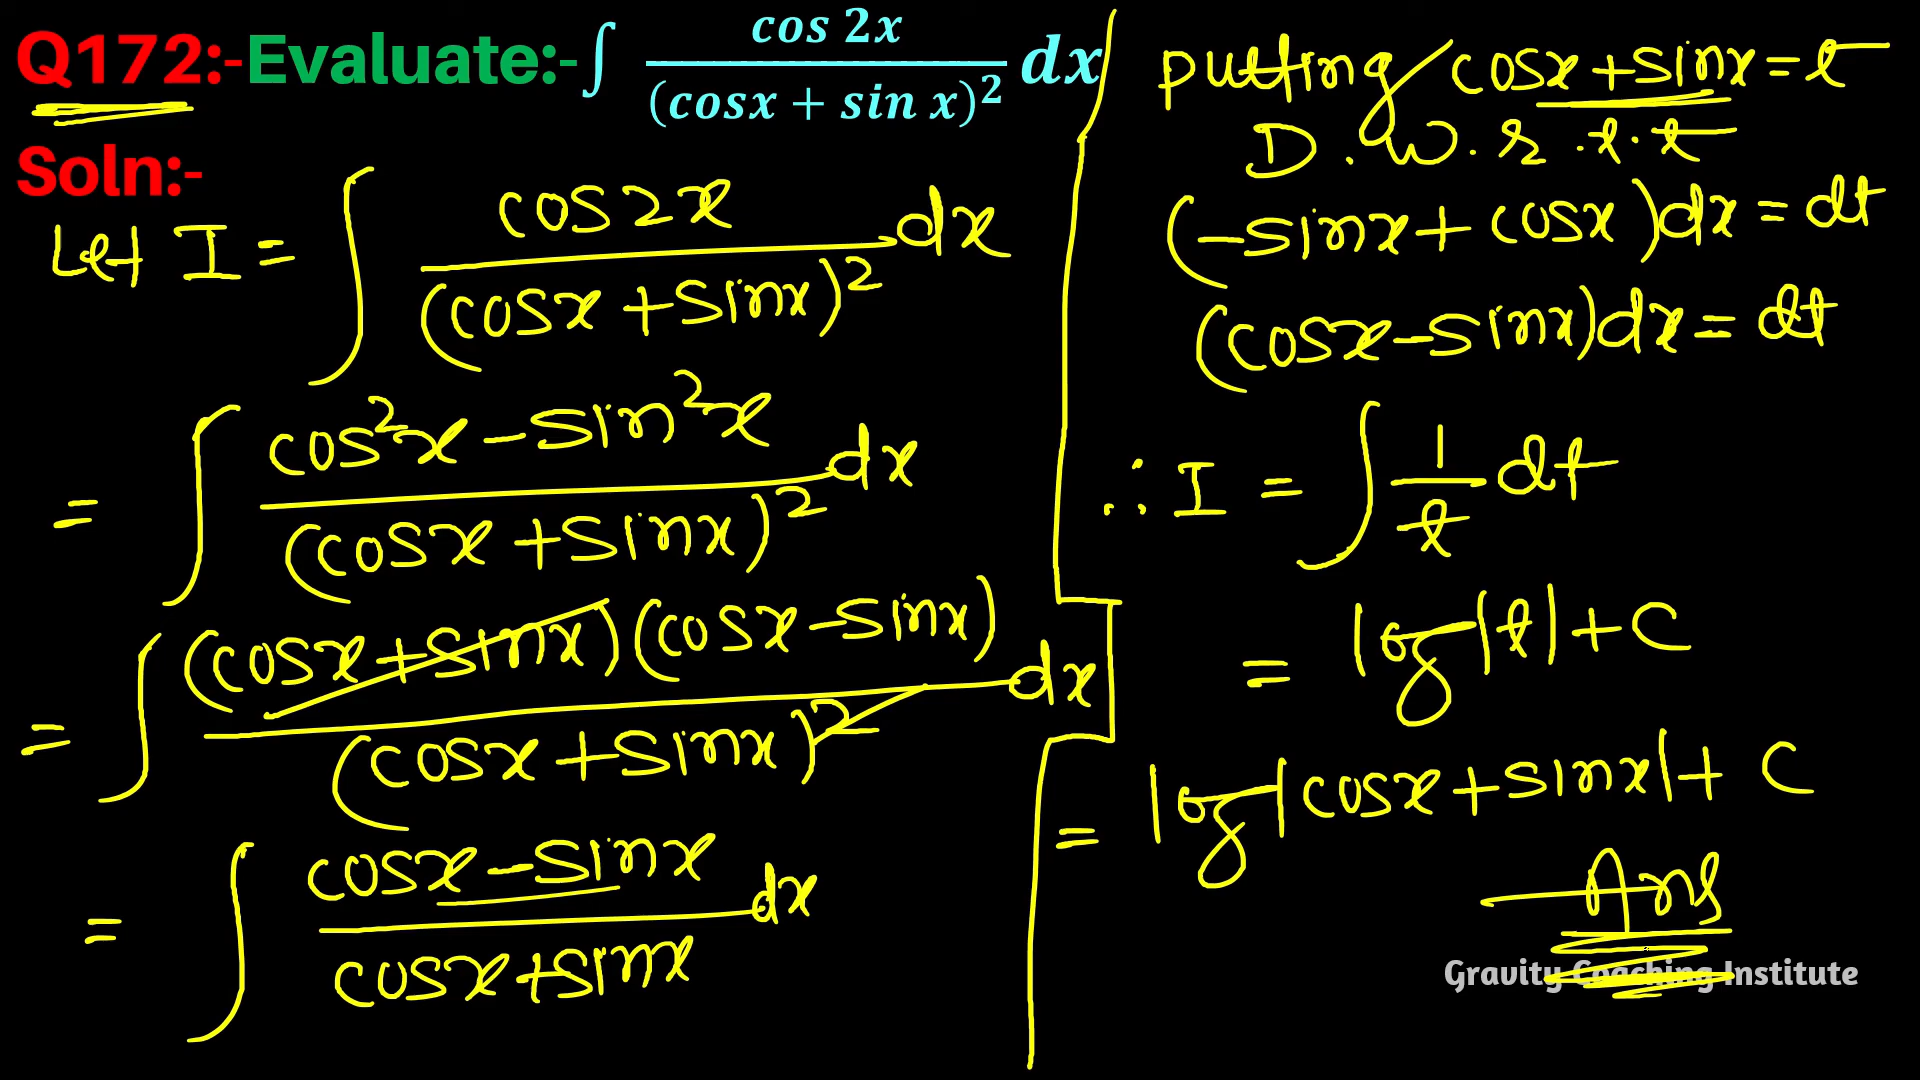 Q172:-Evaluate:-∫ cos 2x / (cosx + sin x)² dx
Soln:-
Let I = ∫ cos2x / (cosx + sinx)² dx
= ∫ cos²x - sin²x / (cosx + sinx)² dx
= ∫ (cosx + sinx)(cosx - sinx) / (cosx + sinx)² dx
= ∫ cosx - sinx / cosx + sinx dx
putting cosx + sinx = t
D.w.r.t.t
(-sinx + cosx)dx = dt
(cosx - sinx)dx = dt
∴ I = ∫ 1/t dt
= log|t| + C
= log|cosx + sinx| + C
Ans
Gravity Coaching Institute